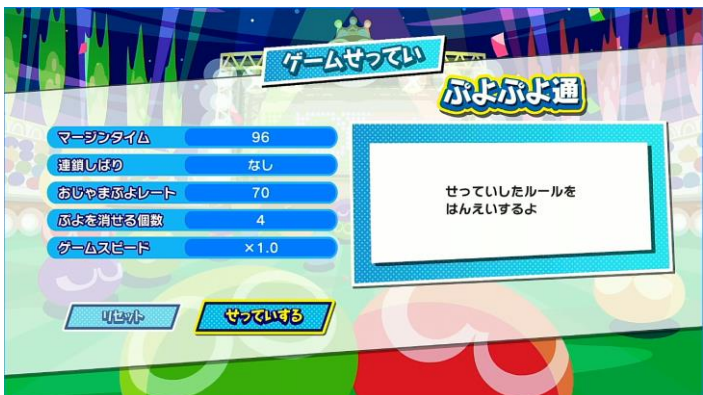 ゲームせってい
ぷよぷよ通
マージンタイム 96
連鎖しばり なし
おじゃまぷよレート 70
ぷよを消せる個数 4
ゲームスピード ×1.0
せっていしたルールを
はんえいするよ
リセット せっていする